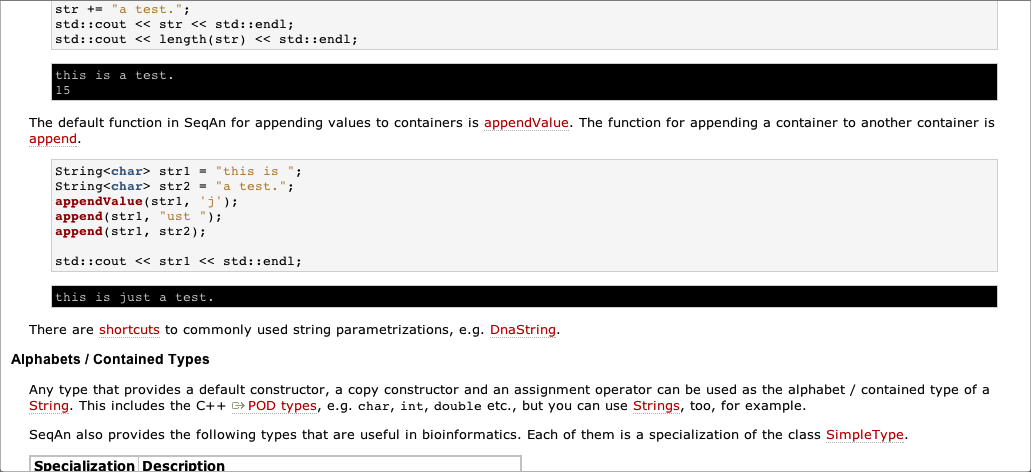 str += "a test.";
std::cout << str << std::endl;
std::cout << length(str) << std::endl;
this is a test.
15
The default function in SeqAn for appending values to containers is appendValue. The function for appending a container to another container is
append.
String<char> str1 = "this is ";
String<char> str2 = "a test.";
appendValue(str1, 'j');
append(str1, "ust ");
append(str1, str2);
std::cout << str1 << std::endl;
this is just a test.
There are shortcuts to commonly used string parametrizations, e.g. DnaString.
Alphabets / Contained Types
Any type that provides a default constructor, a copy constructor and an assignment operator can be used as the alphabet / contained type of a
String. This includes the C++ POD types, e.g. char, int, double etc., but you can use Strings, too, for example.
SeqAn also provides the following types that are useful in bioinformatics. Each of them is a specialization of the class SimpleType.
Specialization Description